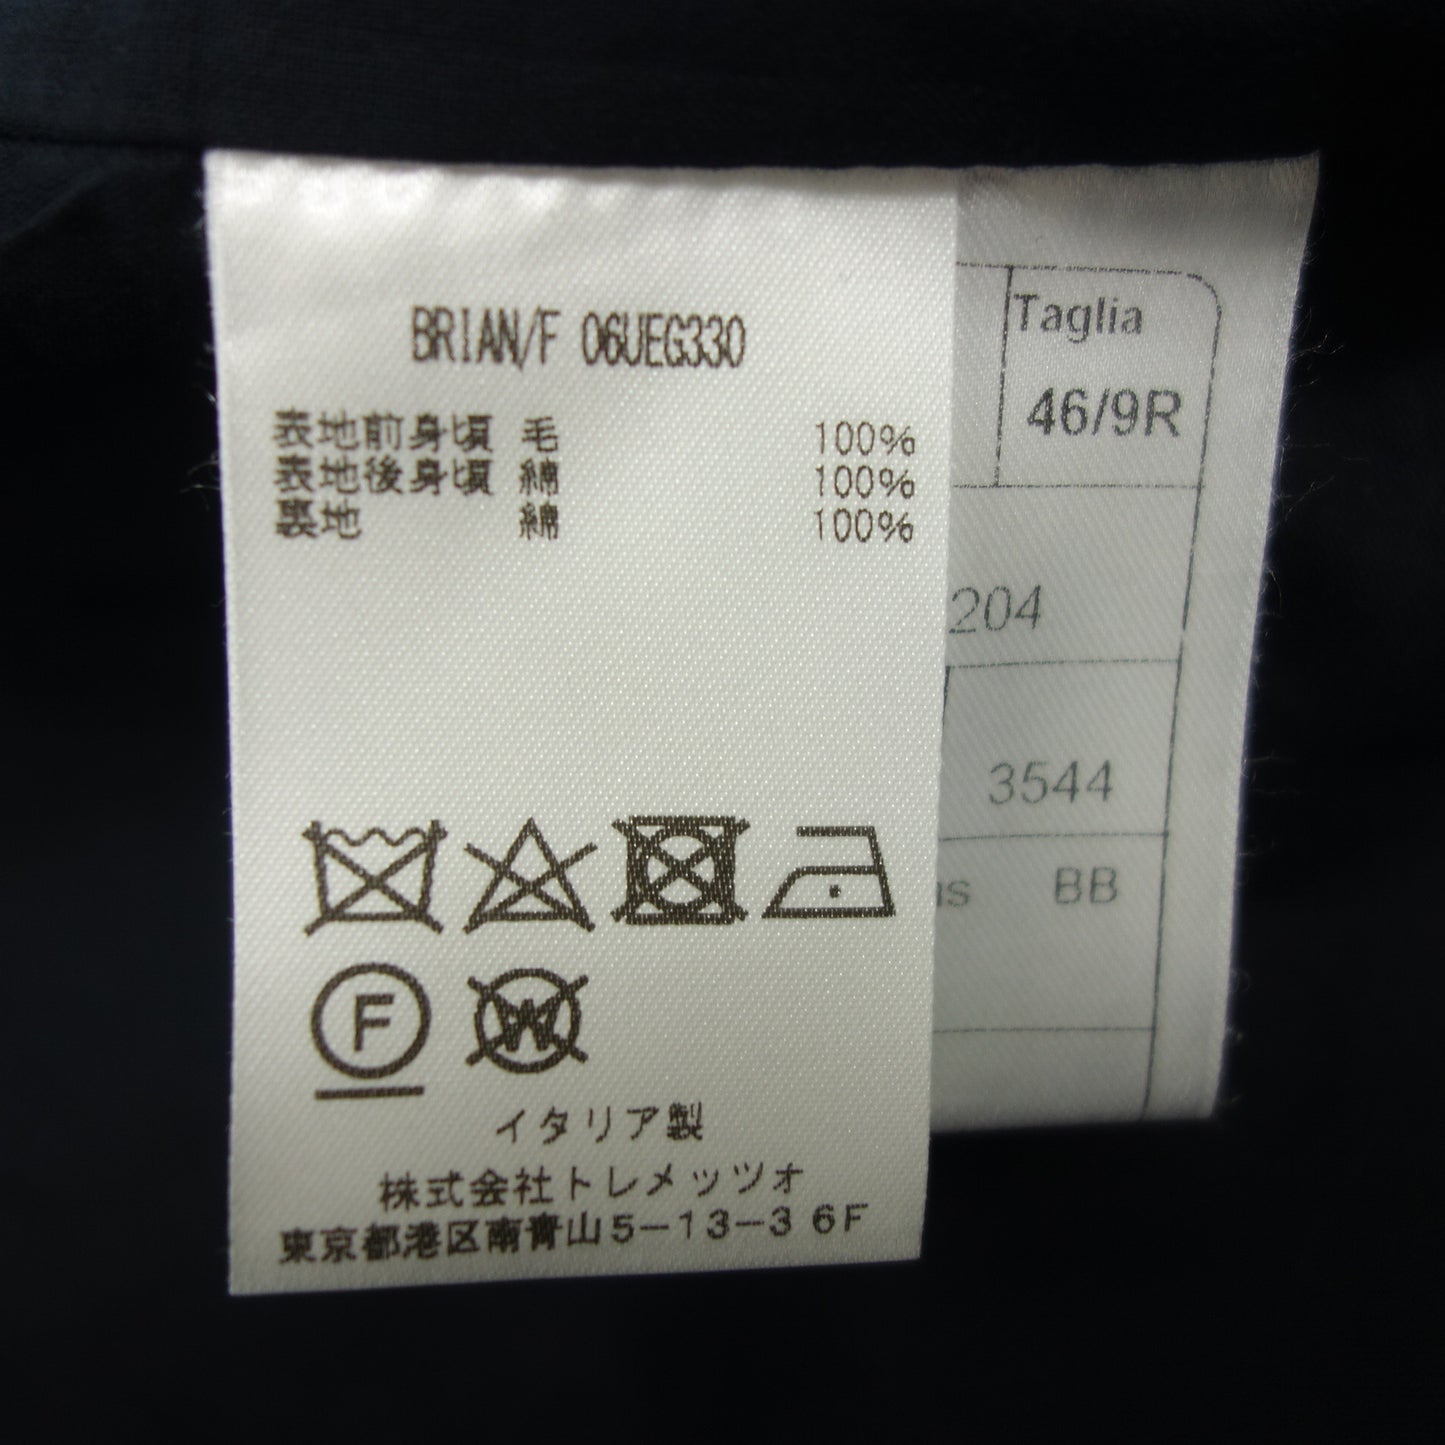 BRIAN/F 06UEG330
表地前身頃 毛 100%
表地後身頃 綿 100%
裏地 綿 100%
F
W
イタリア製
株式会社トレメッツォ
東京都港区南青山5-13-3 6F
Taglia
46/9R
204
3544
BB